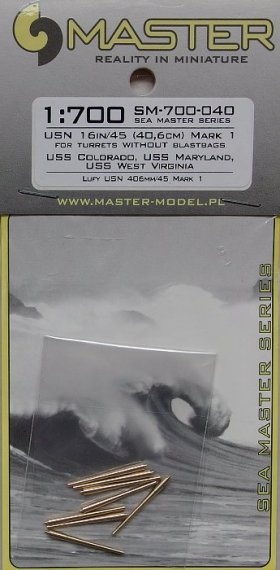 MASTER
REALITY IN MINIATURE
1:700 SM-700-040
SEA MASTER SERIES
USN 16IN/45 (40,6CM) MARK 1
FOR TURRETS WITHOUT BLASTBAGS
USS COLORADO, USS MARYLAND,
USS WEST VIRGINIA
LUFY USN 406MM/45 MARK 1
WWW.MASTER-MODEL.PL
SEA MASTER SERIES